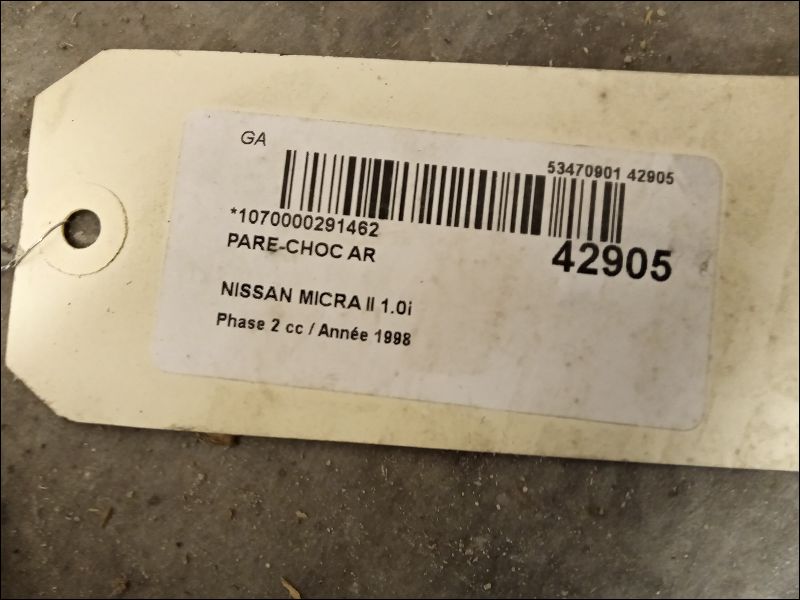 GA
53470901 42905
*1070000291462
42905
PARE-CHOC AR
NISSAN MICRA II 1.0i
Phase 2 cc / Année 1998